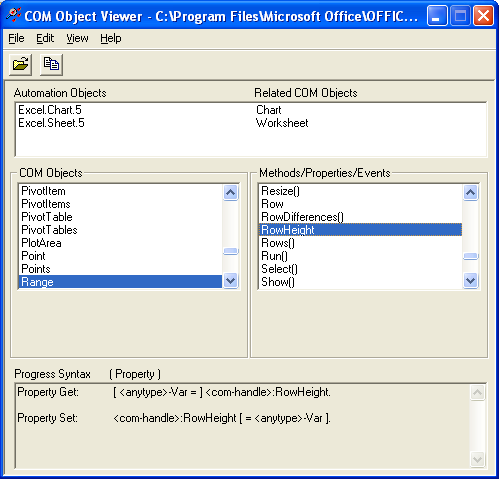 COM Object Viewer - C:\Program Files\Microsoft Office\OFFIC...
File Edit View Help
Automation Objects Related COM Objects
Excel.Chart.5 Chart
Excel.Sheet.5 Worksheet
COM Objects Methods/Properties/Events
PivotItem Resize()
PivotItems Row
PivotTable RowDifferences()
PivotTables RowHeight
PlotArea Rows()
Point Run()
Points Select()
Range Show()
Progress Syntax ( Property )
Property Get: [ <anytype>-Var = ] <com-handle>:RowHeight.
Property Set: <com-handle>:RowHeight [ = <anytype>-Var ].